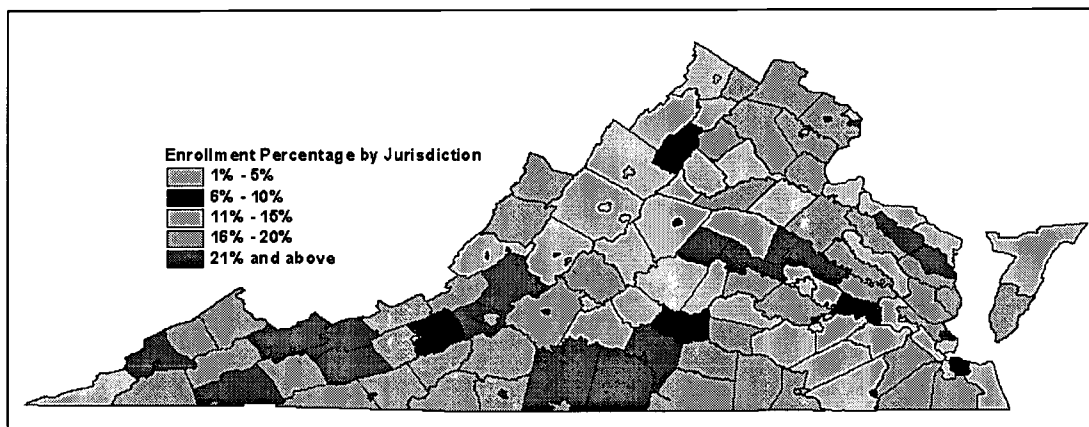 Enrollment Percentage by Jurisdiction
1% - 5%
6% - 10%
11% - 15%
16% - 20%
21% and above